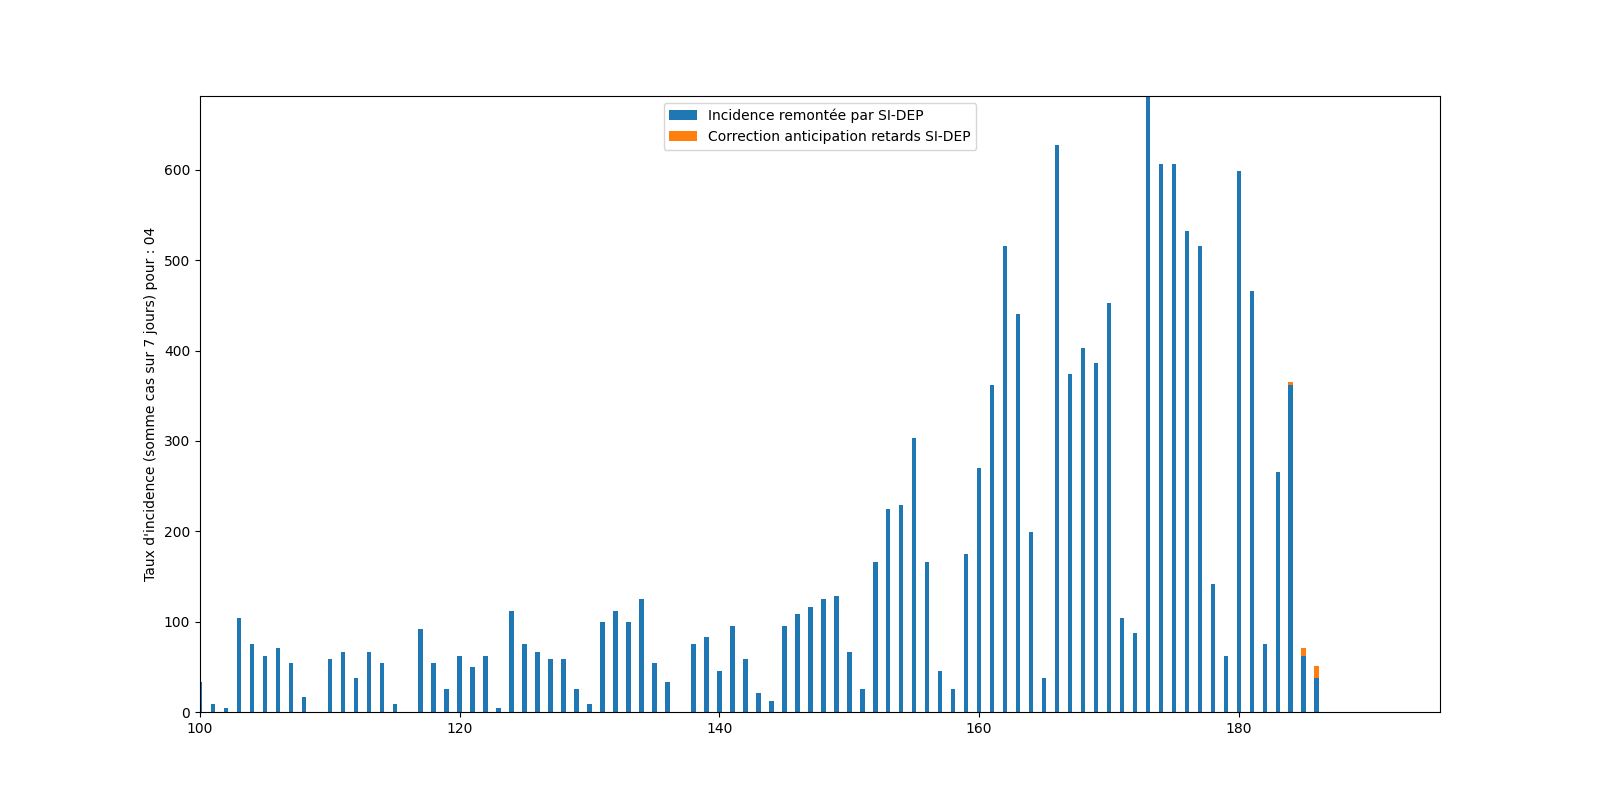 Incidence remontée par SI-DEP
Correction anticipation retards SI-DEP
Taux d'incidence (somme cas sur 7 jours) pour : 04
600
500
400
300
200
100
0
100 120 140 160 180